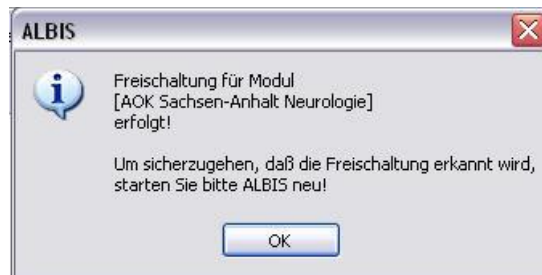 ALBIS
Freischaltung für Modul
[AOK Sachsen-Anhalt Neurologie]
erfolgt!
Um sicherzugehen, daß die Freischaltung erkannt wird,
starten Sie bitte ALBIS neu!
OK